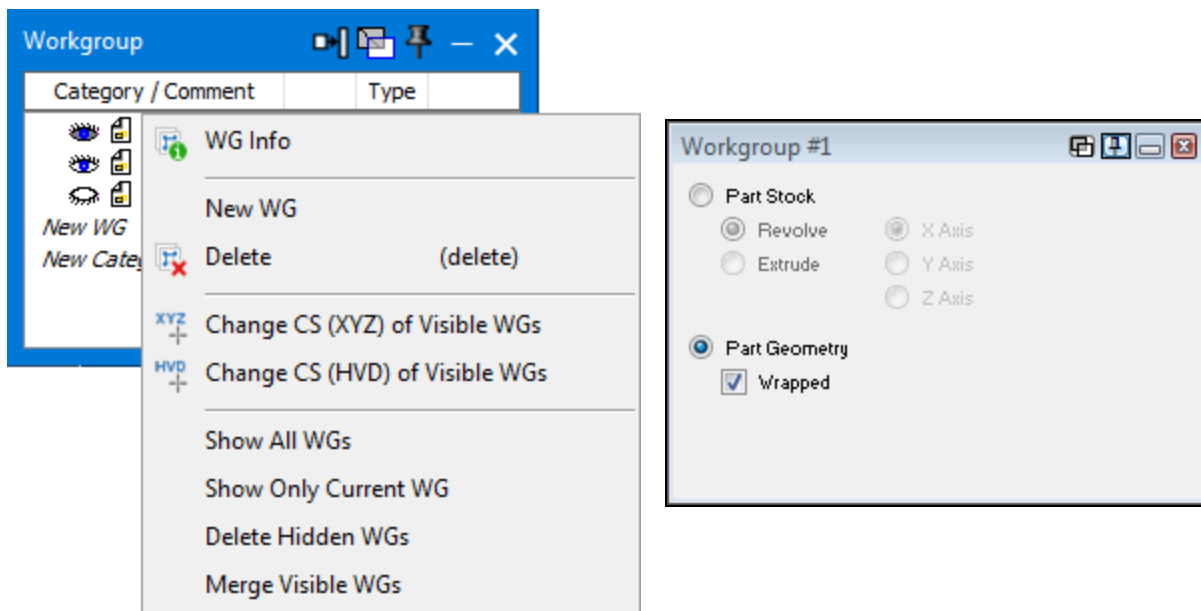 Workgroup
Category / Comment Type
New WG
New Cate
WG Info
New WG
Delete (delete)
Change CS (XYZ) of Visible WGs
Change CS (HVD) of Visible WGs
Show All WGs
Show Only Current WG
Delete Hidden WGs
Merge Visible WGs
XYZ
HVD
Workgroup #1
Part Stock
Revolve X Axis
Extrude Y Axis
Z Axis
Part Geometry
Wrapped